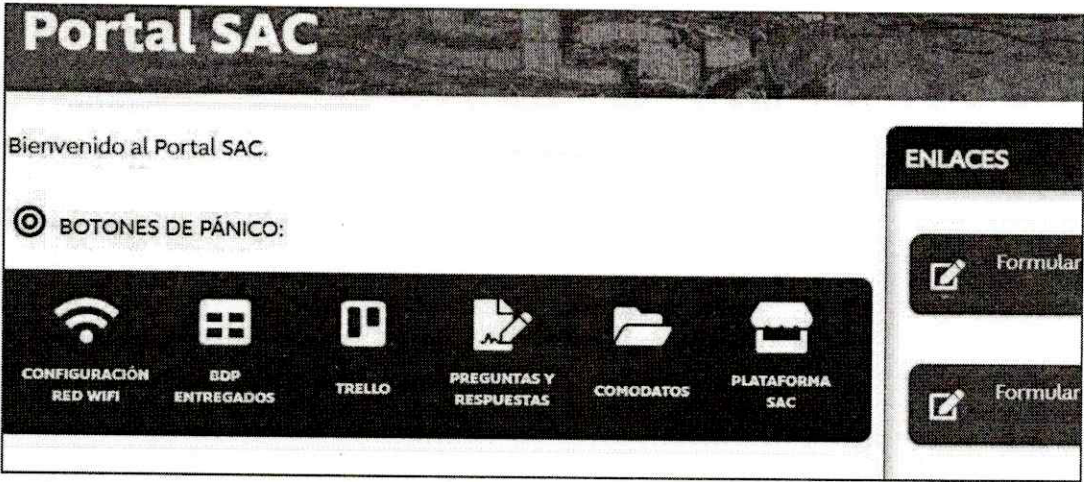 Portal SAC
Bienvenido al Portal SAC.
BOTONES DE PÁNICO:
CONFIGURACIÓN
RED WIFI
BDP
ENTREGADOS
TRELLO
PREGUNTAS Y
RESPUESTAS
COMODATOS
PLATAFORMA
SAC
ENLACES
Formular
Formular